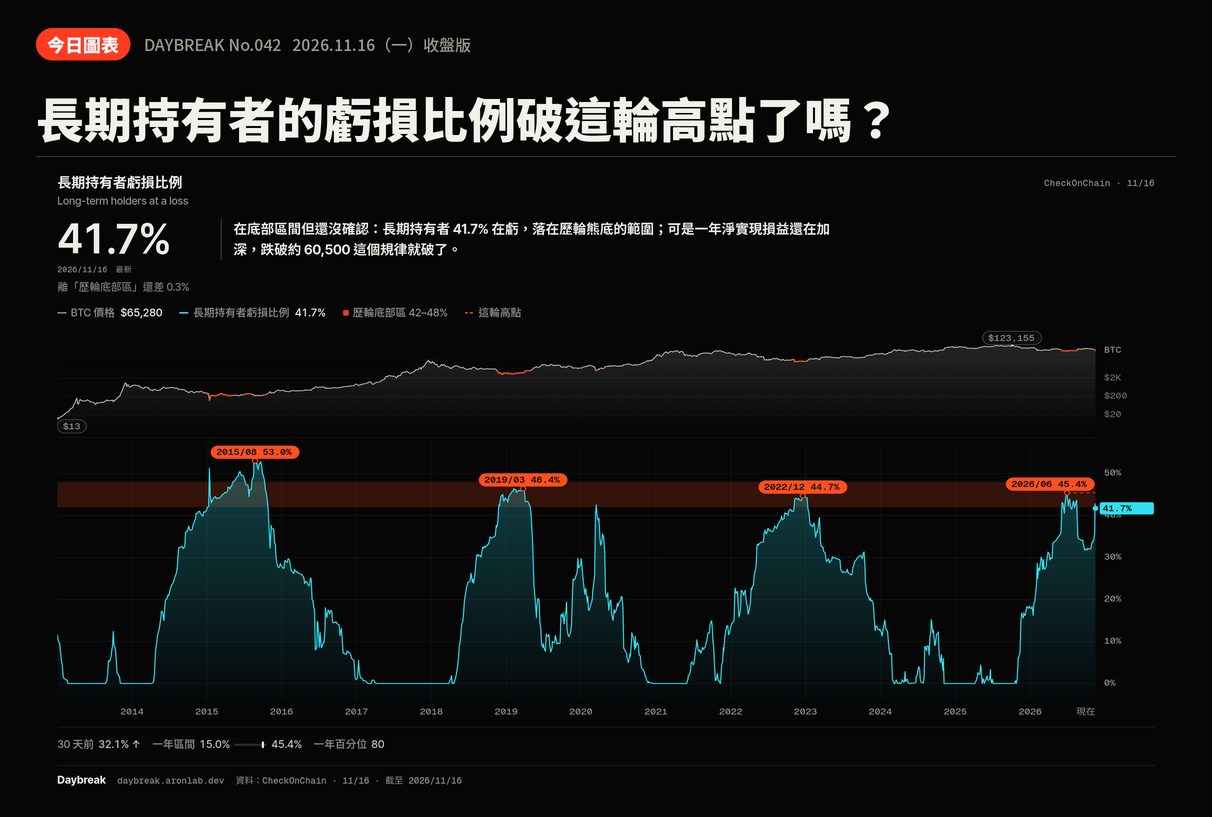 今日圖表 DAYBREAK No.042 2026.11.16（一）收盤版
長期持有者的虧損比例破這輪高點了嗎？
長期持有者虧損比例
CheckOnChain · 11/16
Long-term holders at a loss
41.7%
在底部區間但還沒確認：長期持有者 41.7% 在虧，落在歷輪熊底的範圍；可是一年淨實現損益還在加
深，跌破約 60,500 這個規律就破了。
2026/11/16 最新
離「歷輪底部區」還差 0.3%
BTC 價格 $65,280 長期持有者虧損比例 41.7% 歷輪底部區 42–48% 這輪高點
$123,155
BTC
$2K
$200
$20
$13
2015/08 53.0%
2019/03 46.4%
2022/12 44.7%
2026/06 45.4%
50%
41.7%
40%
30%
20%
10%
0%
2014 2015 2016 2017 2018 2019 2020 2021 2022 2023 2024 2025 2026 現在
30 天前 32.1% ↑ 一年區間 15.0% 45.4% 一年百分位 80
Daybreak daybreak.aronlab.dev 資料：CheckOnChain · 11/16 · 截至 2026/11/16